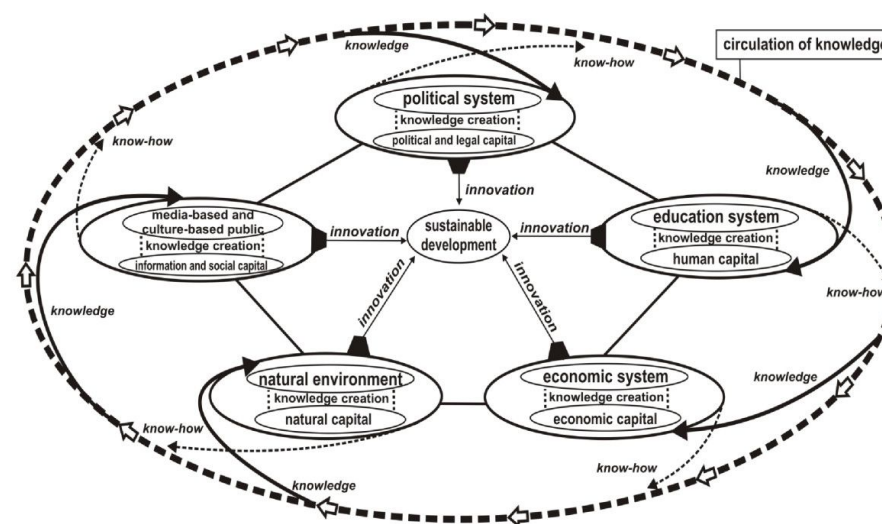 knowledge
know-how
circulation of knowledge
political system
knowledge creation
political and legal capital
know-how
knowledge
innovation
media-based and
culture-based public
knowledge creation
information and social capital
innovation
sustainable
development
innovation
education system
knowledge creation
human capital
know-how
knowledge
innovation
innovation
knowledge
natural environment
knowledge creation
natural capital
economic system
knowledge creation
economic capital
know-how
know-how
knowledge